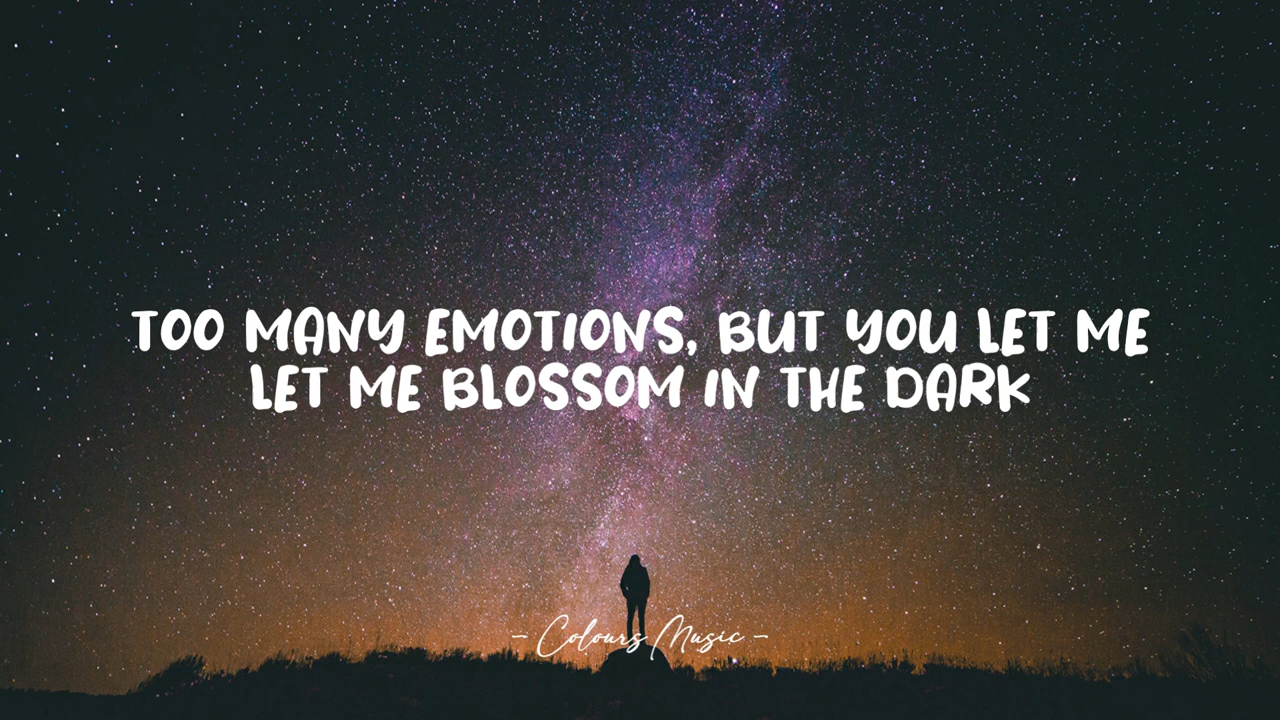 TOO MANY EMOTIONS, BUT YOU LET ME
LET ME BLOSSOM IN THE DARK
- Colours Music -